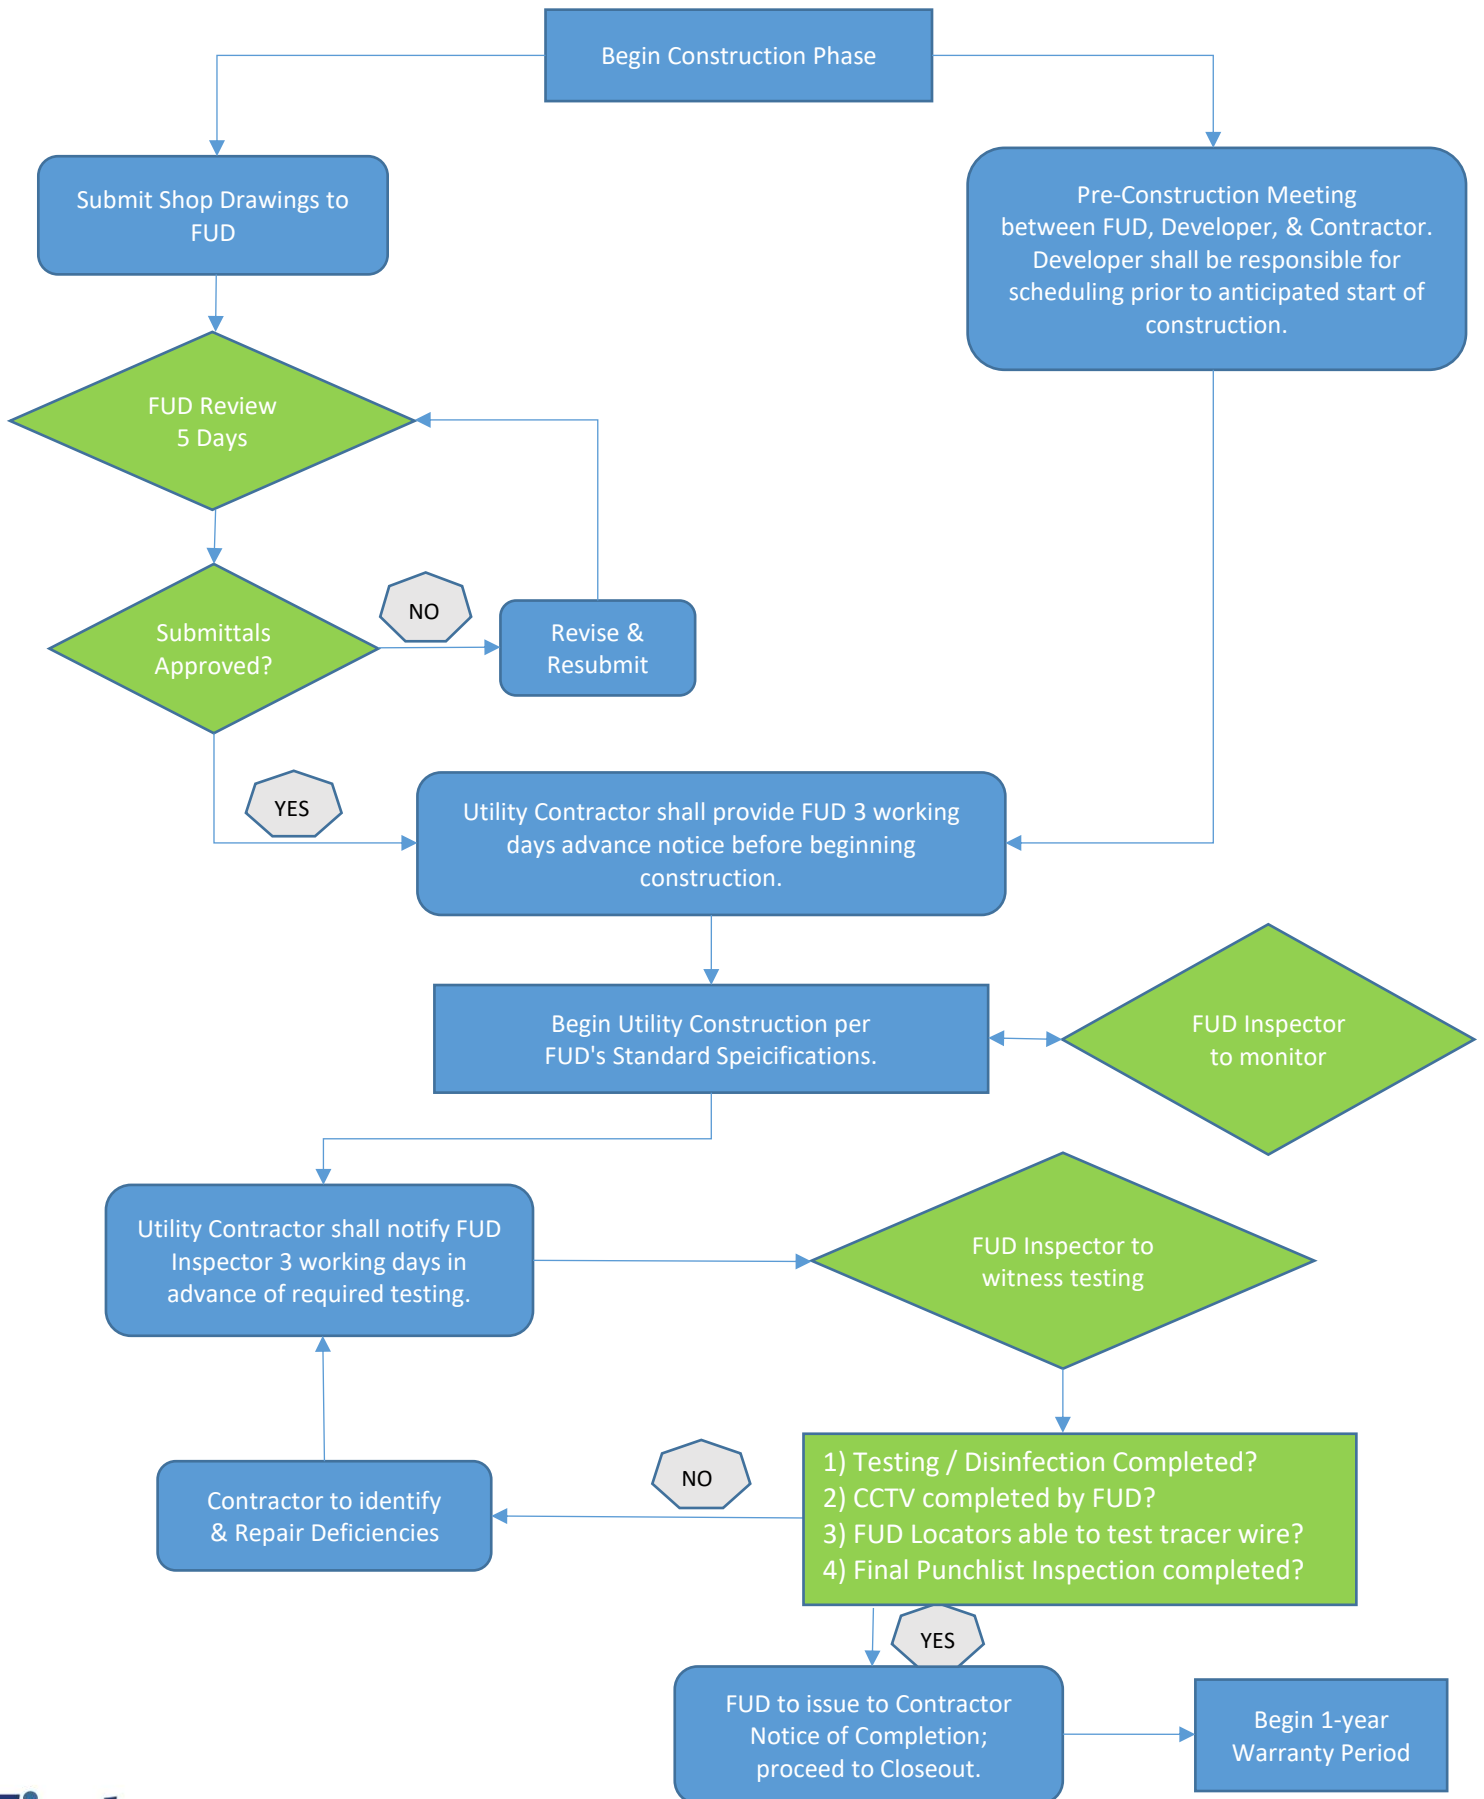 Begin Construction Phase
Submit Shop Drawings to
FUD
Pre-Construction Meeting
between FUD, Developer, & Contractor.
Developer shall be responsible for
scheduling prior to anticipated start of
construction.
FUD Review
5 Days
Submittals
Approved?
NO
Revise &
Resubmit
YES
Utility Contractor shall provide FUD 3 working
days advance notice before beginning
construction.
Begin Utility Construction per
FUD's Standard Speicifications.
FUD Inspector
to monitor
Utility Contractor shall notify FUD
Inspector 3 working days in
advance of required testing.
FUD Inspector to
witness testing
1) Testing / Disinfection Completed?
2) CCTV completed by FUD?
3) FUD Locators able to test tracer wire?
4) Final Punchlist Inspection completed?
NO
Contractor to identify
& Repair Deficiencies
YES
FUD to issue to Contractor
Notice of Completion;
proceed to Closeout.
Begin 1-year
Warranty Period